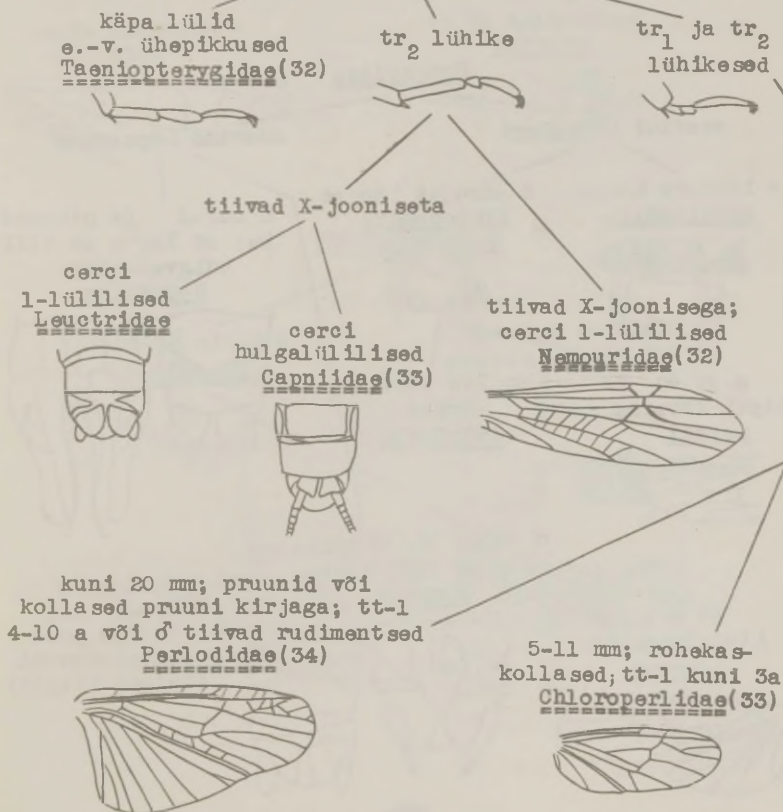 käpa lülid
e.-v. ühepikkused
Taeniopterygidae(32)
tr₂ lühike
tr₁ ja tr₂
lühikesed
tiivad X-jooniseta
cerci
1-lülilised
Leuctridae
cerci
hulgalülilised
Capniidae(33)
tiivad X-joonisega;
cerci 1-lülilised
Nemouridae(32)
kuni 20 mm; pruunid või
kollased pruuni kirjaga; tt-l
4-10 a või ♂ tiivad rudimentsed
Perlodidae(34)
5-11 mm; rohekas-
kollased; tt-l kuni 3a
Chloroperlidae(33)